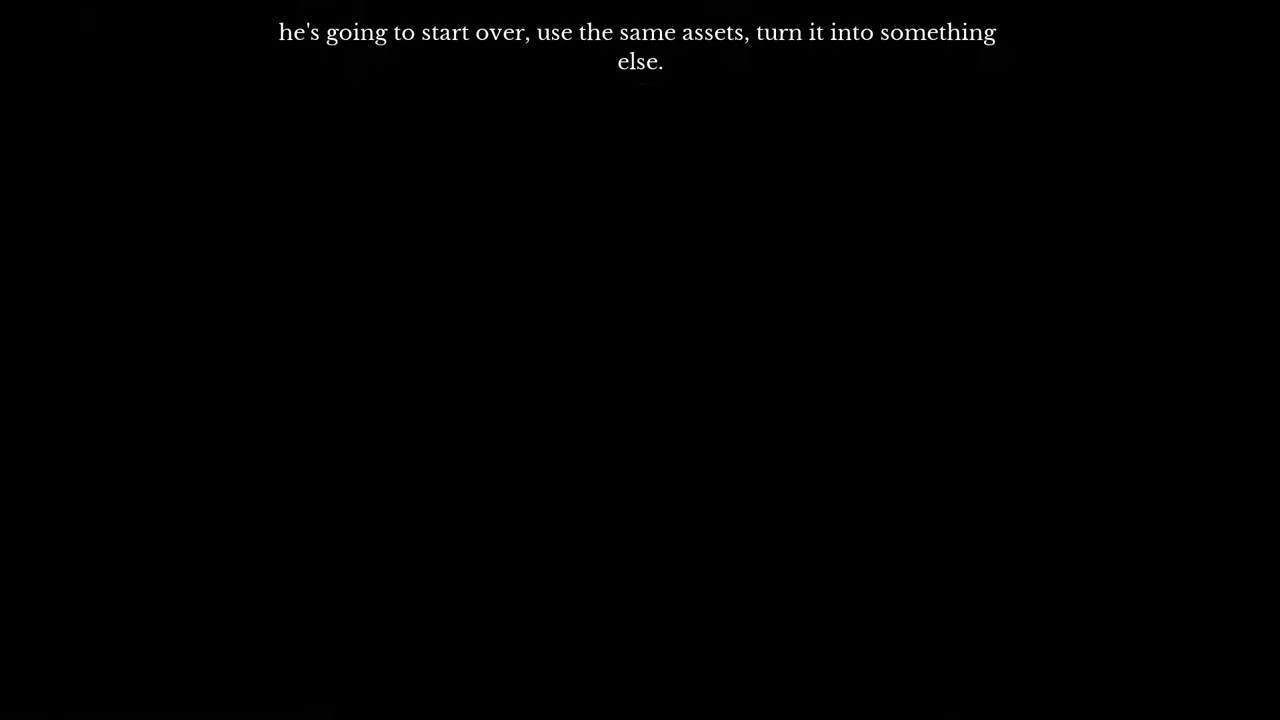 he's going to start over, use the same assets, turn it into something
else.